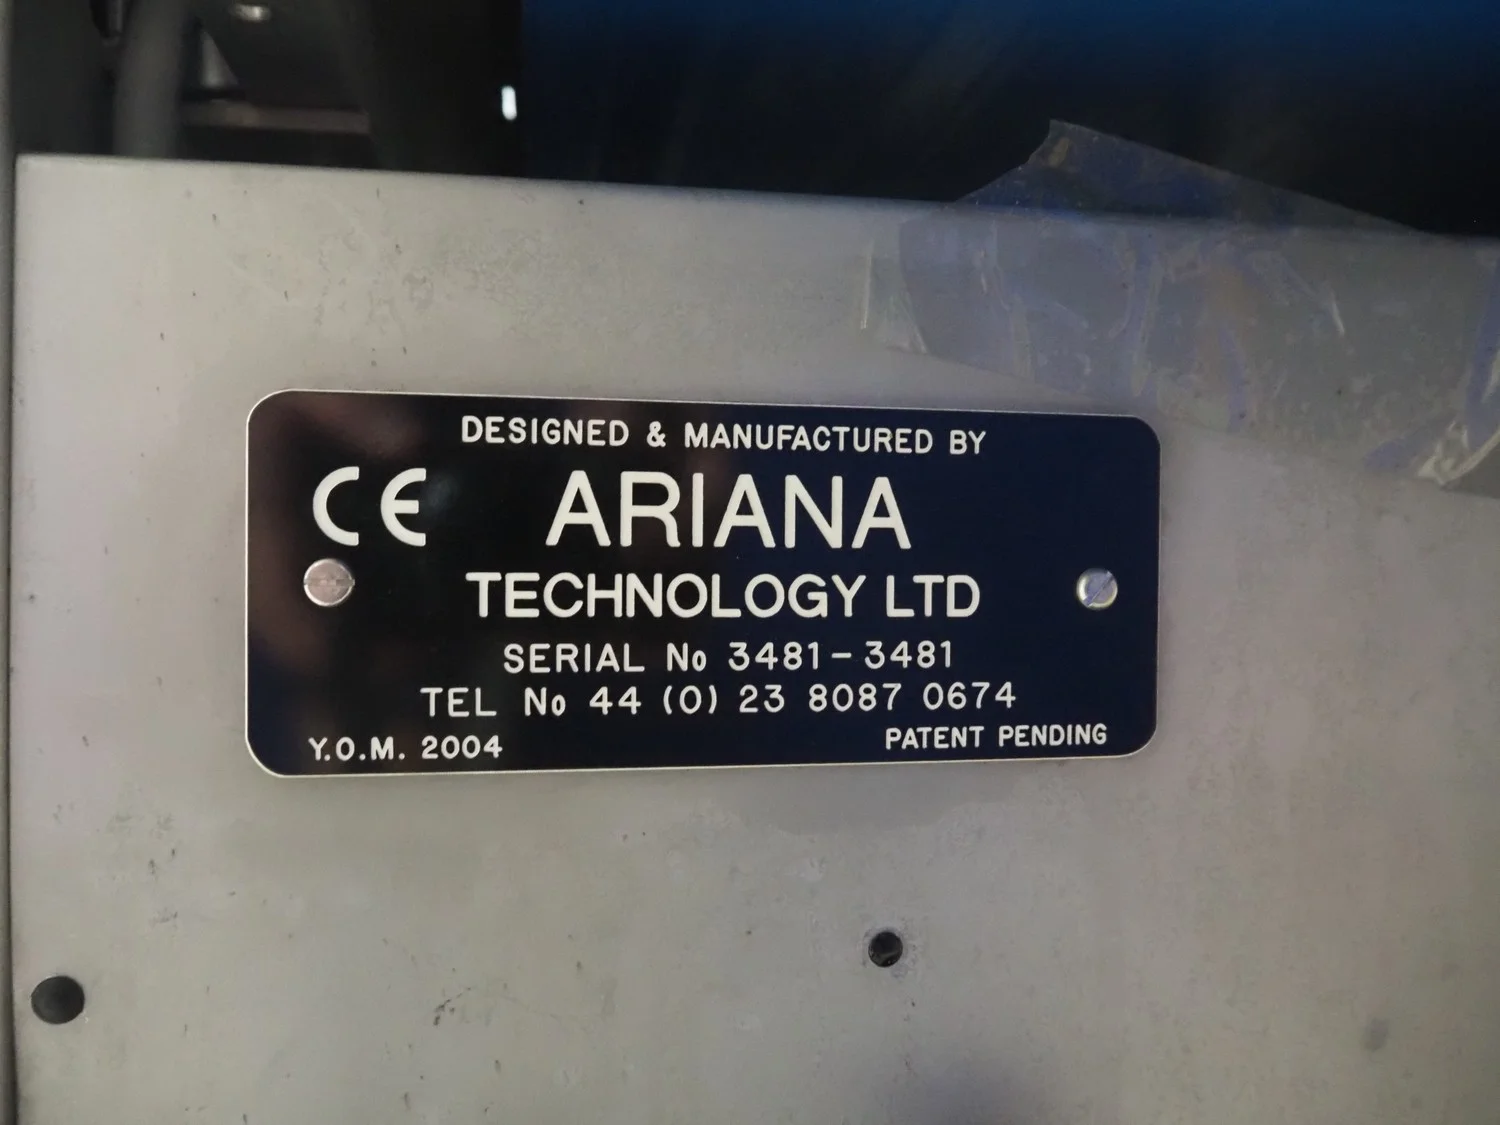 DESIGNED & MANUFACTURED BY
CE ARIANA
TECHNOLOGY LTD
SERIAL No 3481-3481
TEL No 44 (0) 23 8087 0674
Y.O.M. 2004 PATENT PENDING